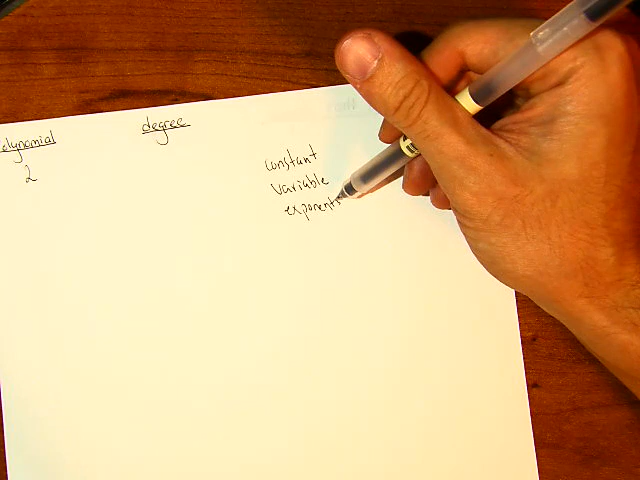 olynomial degree
2
constant
variable
exponents